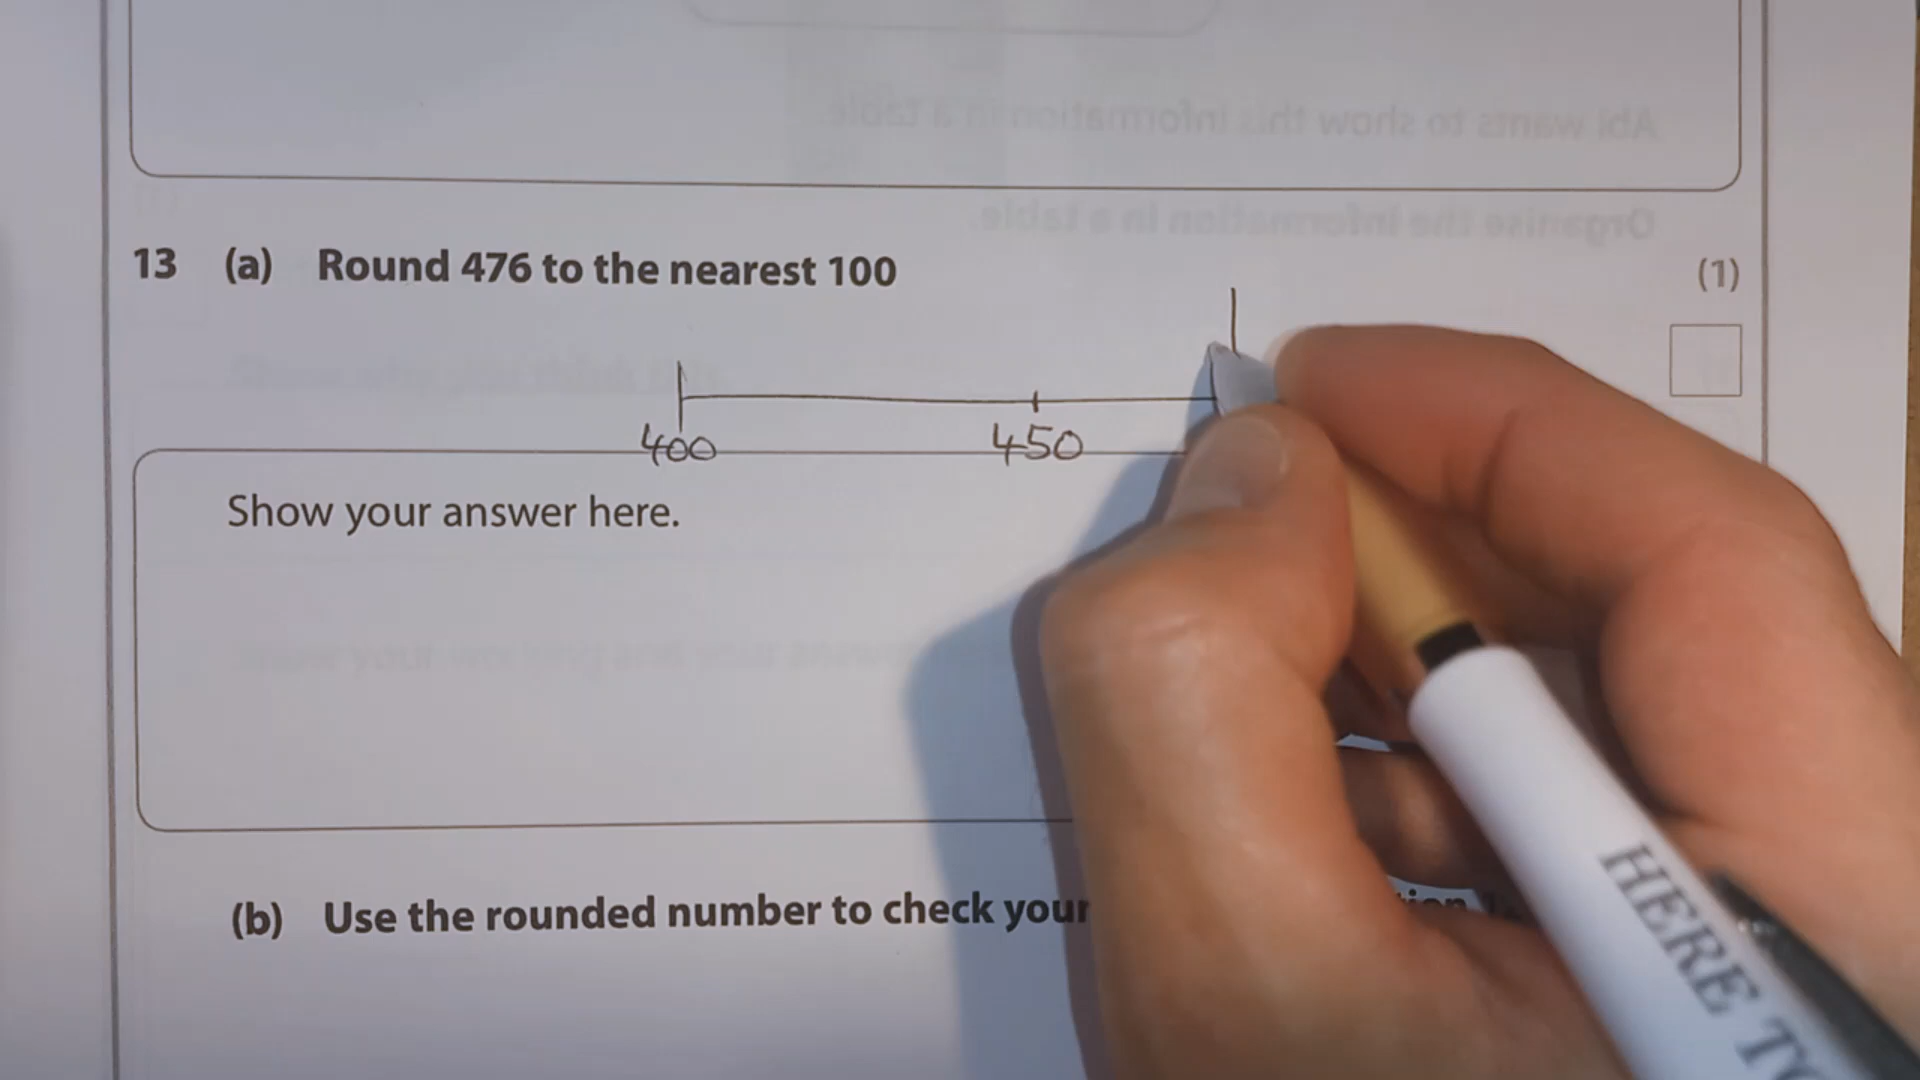 13 (a) Round 476 to the nearest 100
(1)
400 450
Show your answer here.
(b) Use the rounded number to check your
HERE TO